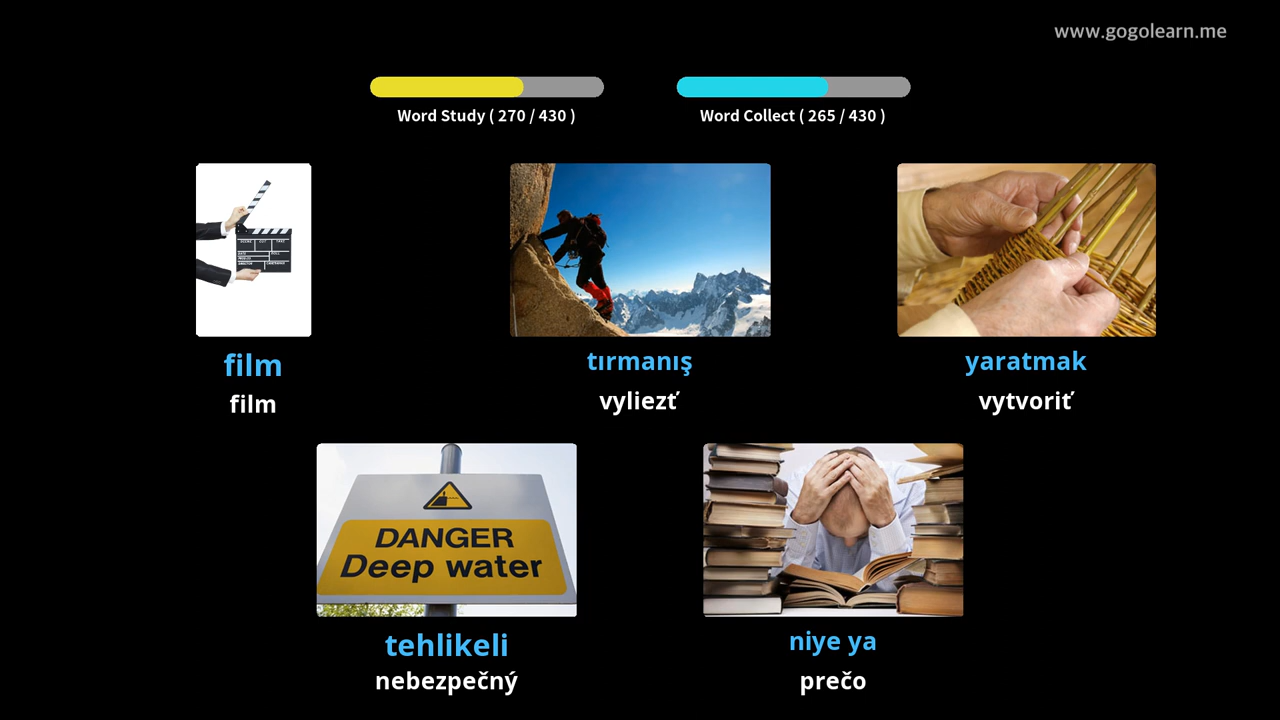 www.gogolearn.me
Word Study ( 270 / 430 )
Word Collect ( 265 / 430 )
film
film
tırmanış
vyliezť
yaratmak
vytvoriť
DANGER
Deep water
tehlikeli
nebezpečný
niye ya
prečo